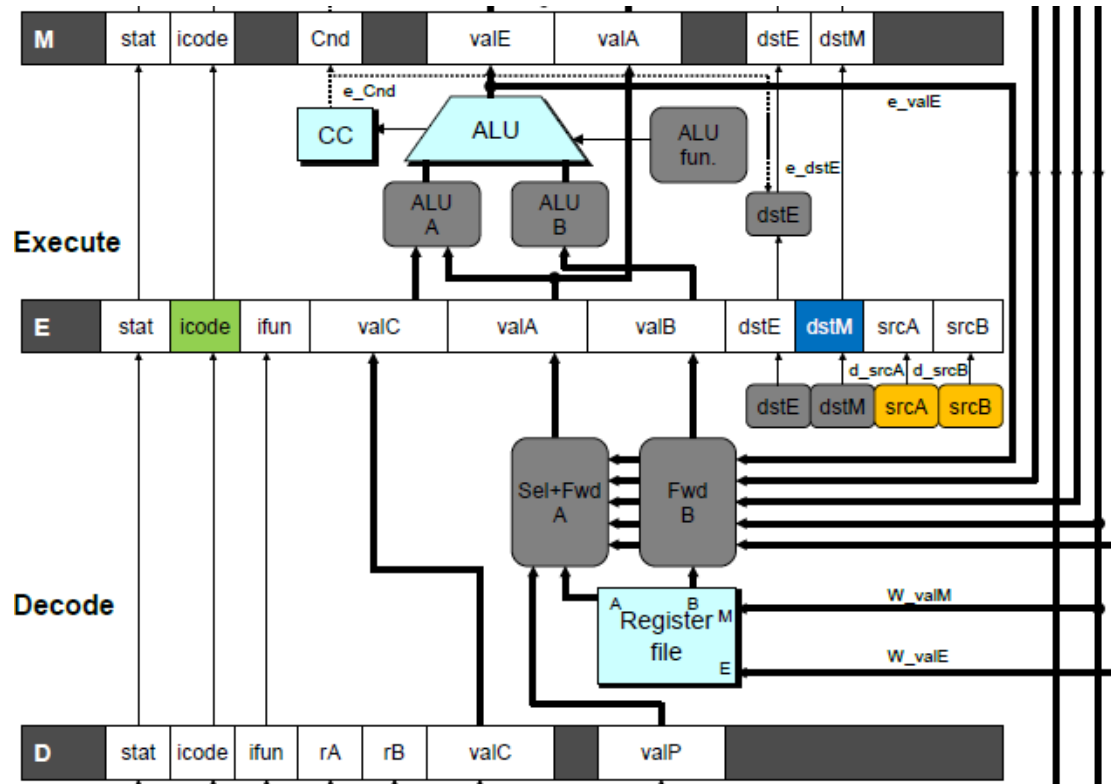 M stat icode Cnd valE valA dstE dstM
e_Cnd
e_valE
CC
ALU
ALU
fun.
e_dstE
ALU
A
ALU
B
dstE
Execute
E stat icode ifun valC valA valB dstE dstM srcA srcB
d_srcA d_srcB
dstE dstM srcA srcB
Sel+Fwd
A
Fwd
B
Decode
A B
W_valM
Register M
file
W_valE
E
D stat icode ifun rA rB valC valP